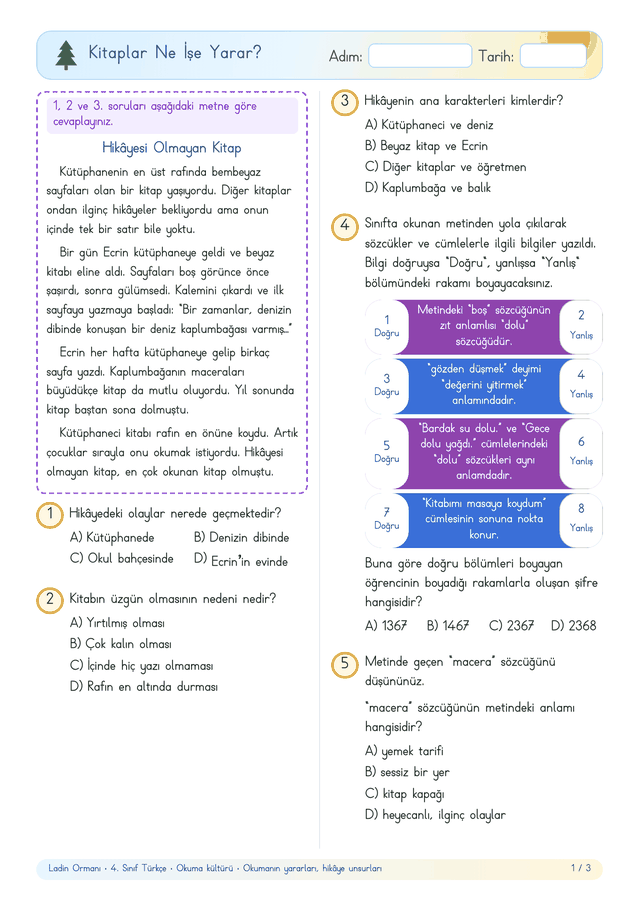 Kitaplar Ne İşe Yarar?
Adım:
Tarih:
1, 2 ve 3. soruları aşağıdaki metne göre
cevaplayınız.
Hikâyesi Olmayan Kitap
Kütüphanenin en üst rafında bembeyaz
sayfaları olan bir kitap yaşıyordu. Diğer kitaplar
ondan ilginç hikâyeler bekliyordu ama onun
içinde tek bir satır bile yoktu.
Bir gün Ecrin kütüphaneye geldi ve beyaz
kitabı eline aldı. Sayfaları boş görünce önce
şaşırdı, sonra gülümsedi. Kalemini çıkardı ve ilk
sayfaya yazmaya başladı: "Bir zamanlar, denizin
dibinde konuşan bir deniz kaplumbağası varmış..."
Ecrin her hafta kütüphaneye gelip birkaç
sayfa yazdı. Kaplumbağanın maceraları
büyüdükçe kitap da mutlu oluyordu. Yıl sonunda
kitap baştan sona dolmuştu.
Kütüphaneci kitabı rafın en önüne koydu. Artık
çocuklar sırayla onu okumak istiyordu. Hikâyesi
olmayan kitap, en çok okunan kitap olmuştu.
1 Hikâyedeki olaylar nerede geçmektedir?
A) Kütüphanede B) Denizin dibinde
C) Okul bahçesinde D) Ecrin'in evinde
2 Kitabın üzgün olmasının nedeni nedir?
A) Yırtılmış olması
B) Çok kalın olması
C) İçinde hiç yazı olmaması
D) Rafın en altında durması
3 Hikâyenin ana karakterleri kimlerdir?
A) Kütüphaneci ve deniz
B) Beyaz kitap ve Ecrin
C) Diğer kitaplar ve öğretmen
D) Kaplumbağa ve balık
4 Sınıfta okunan metinden yola çıkılarak
sözcükler ve cümlelerle ilgili bilgiler yazıldı.
Bilgi doğruysa "Doğru", yanlışsa "Yanlış"
bölümündeki rakamı boyayacaksınız.
1 Doğru
Metindeki "boş" sözcüğünün
zıt anlamlısı "dolu"
sözcüğüdür.
2 Yanlış
3 Doğru
"gözden düşmek" deyimi
"değerini yitirmek"
anlamındadır.
4 Yanlış
5 Doğru
"Bardak su dolu." ve "Gece
dolu yağdı." cümlelerindeki
"dolu" sözcükleri aynı
anlamdadır.
6 Yanlış
7 Doğru
"Kitabımı masaya koydum"
cümlesinin sonuna nokta
konur.
8 Yanlış
Buna göre doğru bölümleri boyayan
öğrencinin boyadığı rakamlarla oluşan şifre
hangisidir?
A) 1367 B) 1467 C) 2367 D) 2368
5 Metinde geçen "macera" sözcüğünü
düşününüz.
"macera" sözcüğünün metindeki anlamı
hangisidir?
A) yemek tarifi
B) sessiz bir yer
C) kitap kapağı
D) heyecanlı, ilginç olaylar
Ladin Ormanı • 4. Sınıf Türkçe • Okuma kültürü • Okumanın yararları, hikâye unsurları
1 / 3